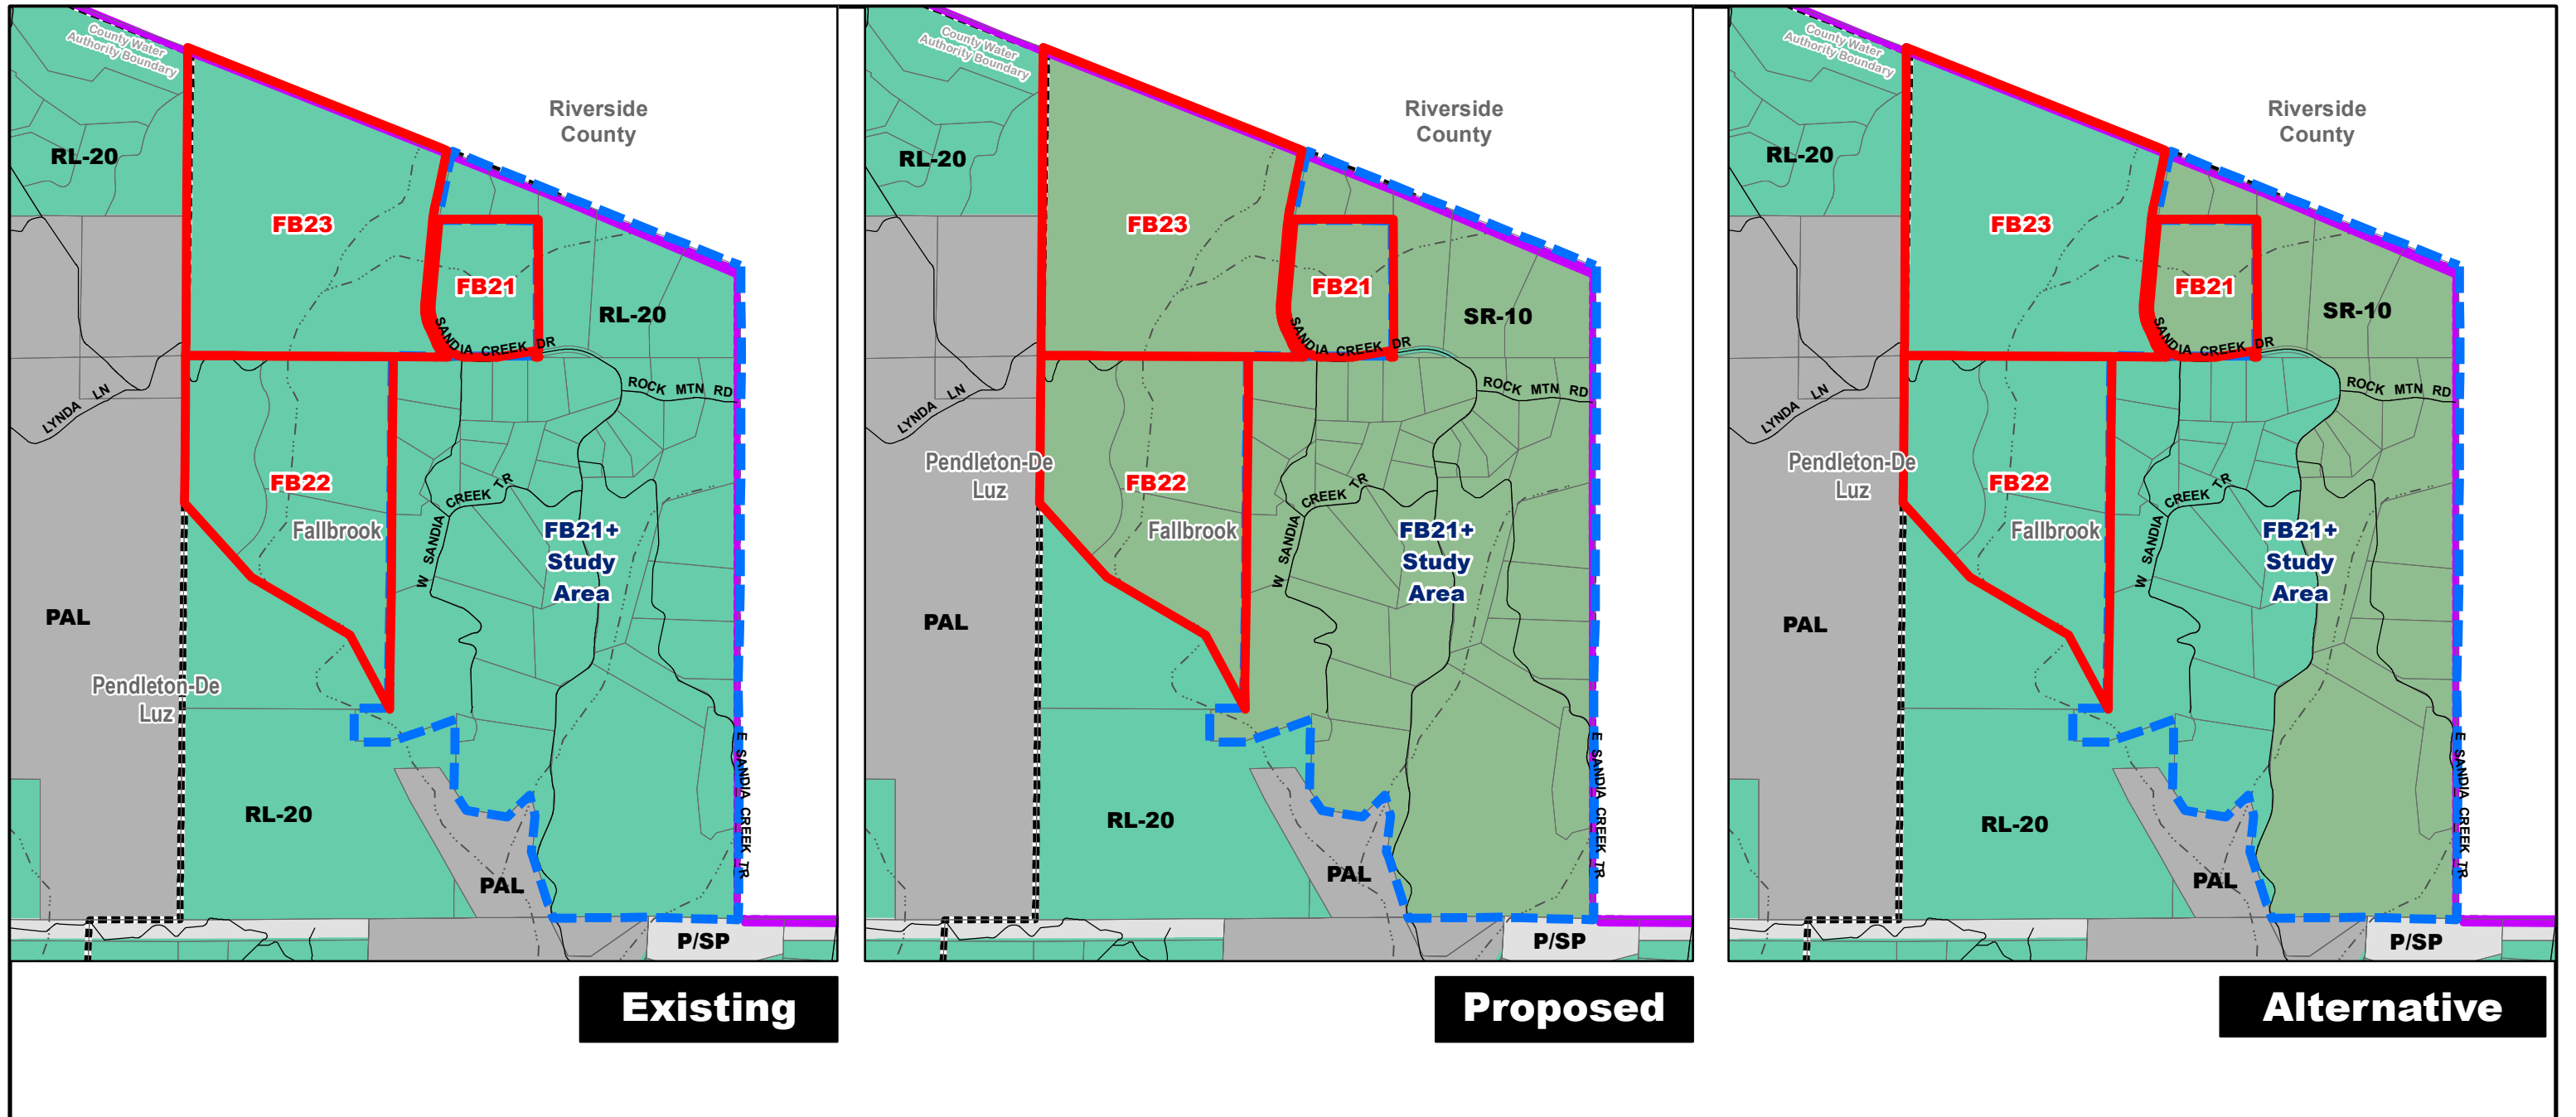 County Water
Authority Boundary
Riverside
County
RL-20
FB23
FB21
RL-20
SANDIA CREEK DR
ROCK MTN RD
LYNDA LN
FB22
CREEK TR
W SANDIA
Fallbrook
FB21+
Study
Area
PAL
Pendleton-De
Luz
E SANDIA CREEK TR
RL-20
PAL
P/SP
Existing
County Water
Authority Boundary
Riverside
County
RL-20
FB23
FB21
SR-10
SANDIA CREEK DR
ROCK MTN RD
LYNDA LN
Pendleton-De
Luz
FB22
CREEK TR
W SANDIA
Fallbrook
FB21+
Study
Area
PAL
E SANDIA CREEK TR
RL-20
PAL
P/SP
Proposed
County Water
Authority Boundary
Riverside
County
RL-20
FB23
FB21
SR-10
SANDIA CREEK DR
ROCK MTN RD
LYNDA LN
Pendleton-De
Luz
FB22
CREEK TR
W SANDIA
Fallbrook
FB21+
Study
Area
PAL
E SANDIA CREEK TR
RL-20
PAL
P/SP
Alternative